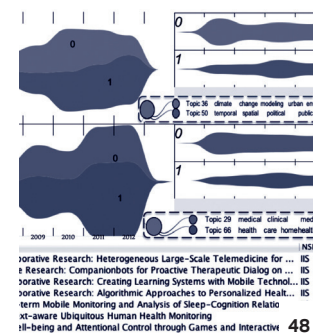 0
0
1
1
Topic 36 climate change modeling urban en
Topic 50 temporal spatial political public
0
0
1
1
Topic 29 medical clinical med
Topic 66 health care homehealt
2009 2010 2011 2012
NSF
orative Research: Heterogeneous Large-Scale Telemedicine for ... IIS
e Research: Companionbots for Proactive Therapeutic Dialog on ... IIS
orative Research: Creating Learning Systems with Mobile Technol... IIS
orative Research: Algorithmic Approaches to Personalized Healt... IIS
-term Mobile Monitoring and Analysis of Sleep-Cognition Relatio
xt-aware Ubiquitous Human Health Monitoring
ell-being and Attentional Control through Games and Interactive
48